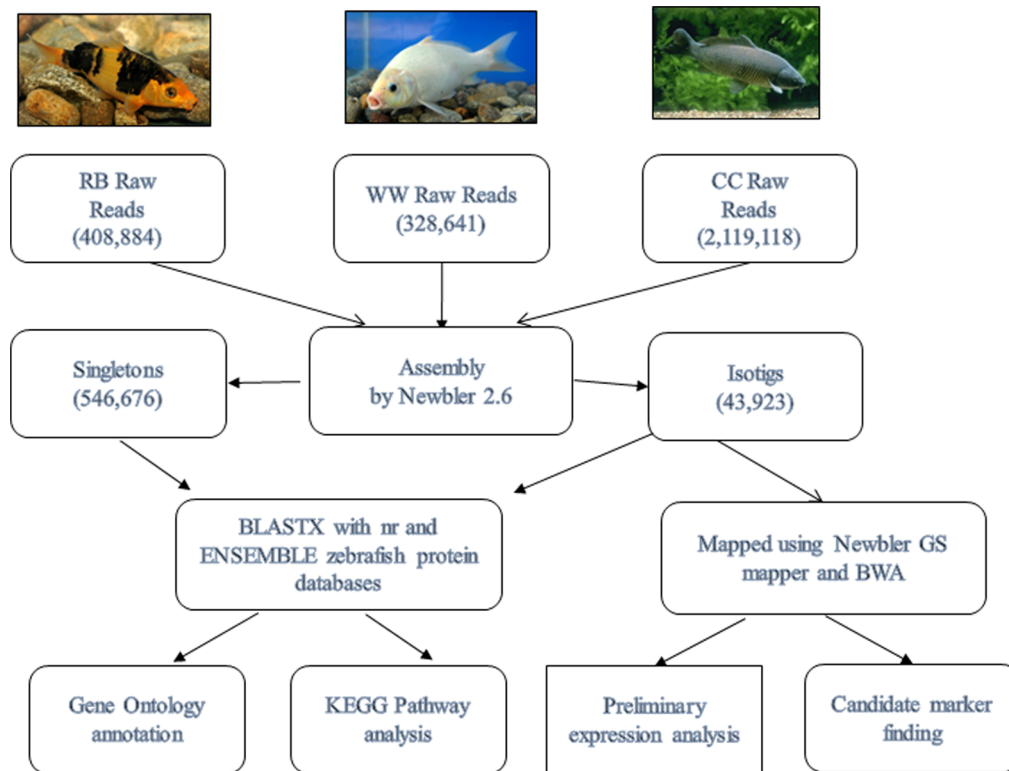 RB Raw
Reads
(408,884)
WW Raw Reads
(328,641)
CC Raw
Reads
(2,119,118)
Singletons
(546,676)
Assembly
by Newbler 2.6
Isotigs
(43,923)
BLASTX with nr and
ENSEMBLE zebrafish protein
databases
Mapped using Newbler GS
mapper and BWA
Gene Ontology
annotation
KEGG Pathway
analysis
Preliminary
expression analysis
Candidate marker
finding